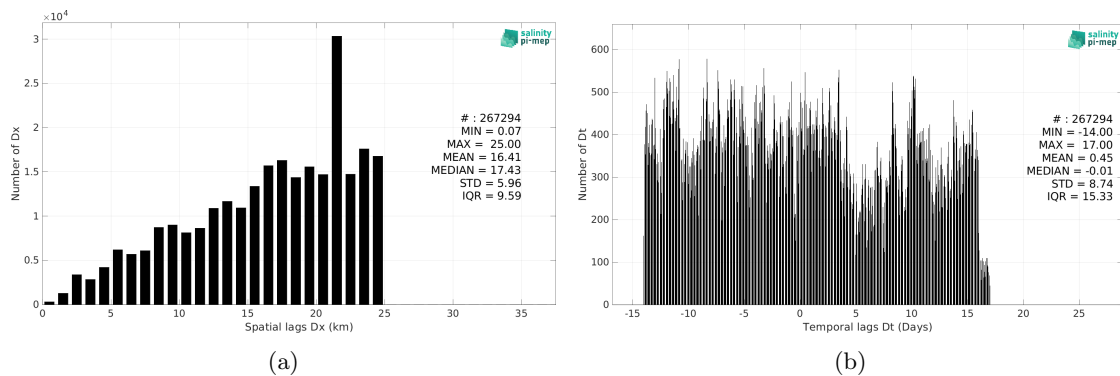 ×10⁴
3
2.5
2
1.5
1
0.5
0
0 5 10 15 20 25 30 35
Number of Dx
Spatial lags Dx (km)
salinity
pi-mep
# : 267294
MIN = 0.07
MAX = 25.00
MEAN = 16.41
MEDIAN = 17.43
STD = 5.96
IQR = 9.59
(a)
600
500
400
300
200
100
0
-15 -10 -5 0 5 10 15 20 25
Number of Dt
Temporal lags Dt (Days)
salinity
pi-mep
# : 267294
MIN = -14.00
MAX = 17.00
MEAN = 0.45
MEDIAN = -0.01
STD = 8.74
IQR = 15.33
(b)